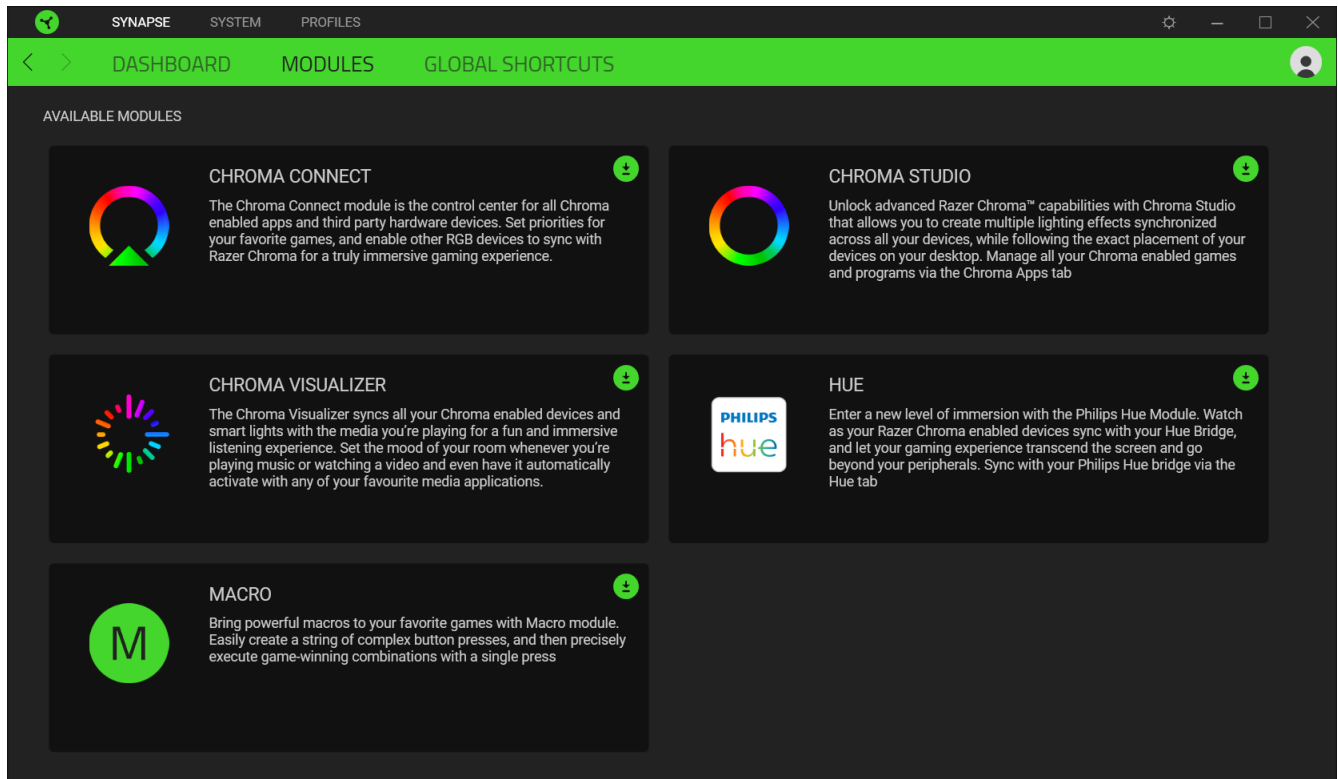 SYNAPSE SYSTEM PROFILES
DASHBOARD MODULES GLOBAL SHORTCUTS
AVAILABLE MODULES
CHROMA CONNECT
The Chroma Connect module is the control center for all Chroma
enabled apps and third party hardware devices. Set priorities for
your favorite games, and enable other RGB devices to sync with
Razer Chroma for a truly immersive gaming experience.
CHROMA STUDIO
Unlock advanced Razer Chroma™ capabilities with Chroma Studio
that allows you to create multiple lighting effects synchronized
across all your devices, while following the exact placement of your
devices on your desktop. Manage all your Chroma enabled games
and programs via the Chroma Apps tab
CHROMA VISUALIZER
The Chroma Visualizer syncs all your Chroma enabled devices and
smart lights with the media you're playing for a fun and immersive
listening experience. Set the mood of your room whenever you're
playing music or watching a video and even have it automatically
activate with any of your favourite media applications.
PHILIPS
hue
HUE
Enter a new level of immersion with the Philips Hue Module. Watch
as your Razer Chroma enabled devices sync with your Hue Bridge,
and let your gaming experience transcend the screen and go
beyond your peripherals. Sync with your Philips Hue bridge via the
Hue tab
M
MACRO
Bring powerful macros to your favorite games with Macro module.
Easily create a string of complex button presses, and then precisely
execute game-winning combinations with a single press